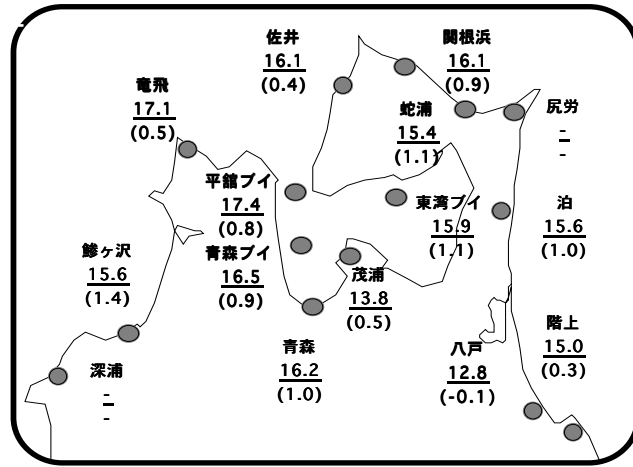 佐井
16.1
(0.4)
関根浜
16.1
(0.9)
竜飛
17.1
(0.5)
蛇浦
15.4
(1.1)
尻労
-
-
平舘ブイ
17.4
(0.8)
東湾ブイ
15.9
(1.1)
泊
15.6
(1.0)
鰺ヶ沢
15.6
(1.4)
青森ブイ
16.5
(0.9)
茂浦
13.8
(0.5)
青森
16.2
(1.0)
八戸
12.8
(-0.1)
階上
15.0
(0.3)
深浦
-
-